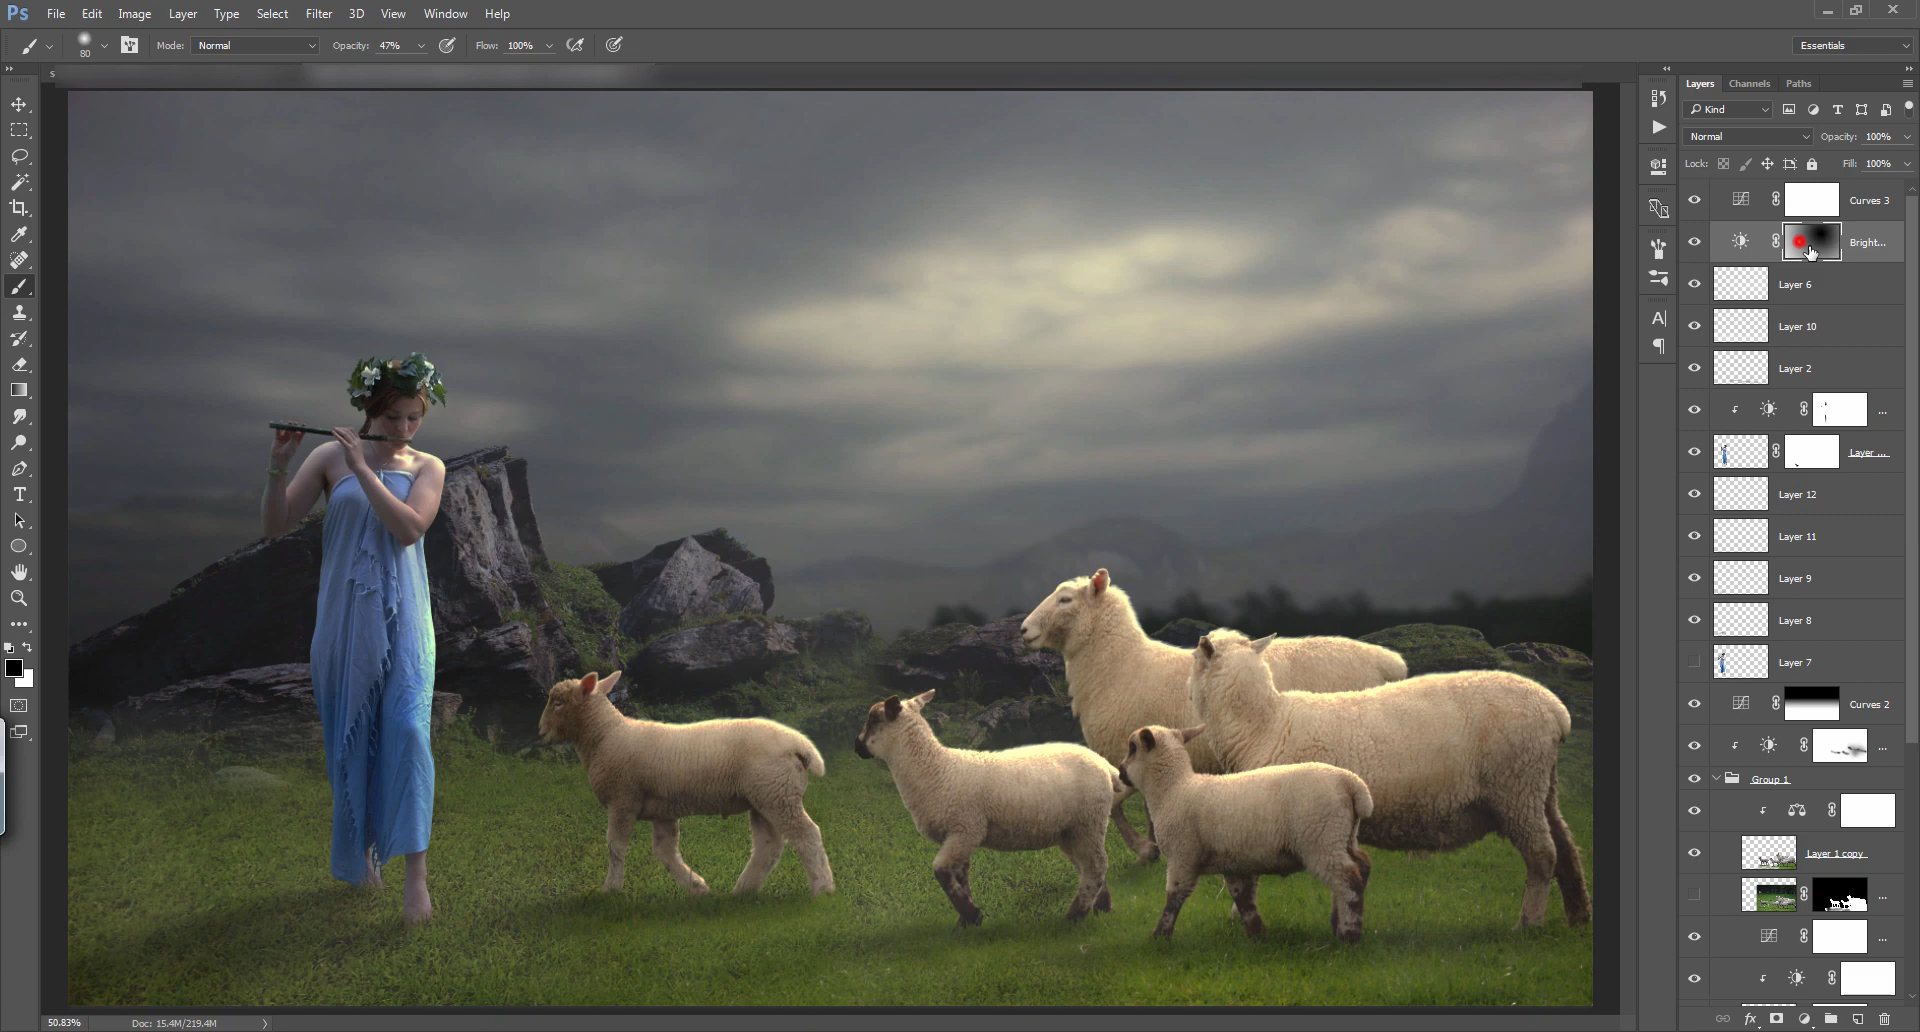 Ps File Edit Image Layer Type Select Filter 3D View Window Help
80 Mode: Normal Opacity: 47% Flow: 100% Essentials
s
Layers Channels Paths
Kind
Normal Opacity: 100%
Lock: Fill: 100%
Curves 3
Bright...
Layer 6
Layer 10
Layer 2
...
Layer ...
Layer 12
Layer 11
Layer 9
Layer 8
Layer 7
Curves 2
...
Group 1
Layer 1 copy
...
...
50.83% Doc: 15.4M/219.4M
fx